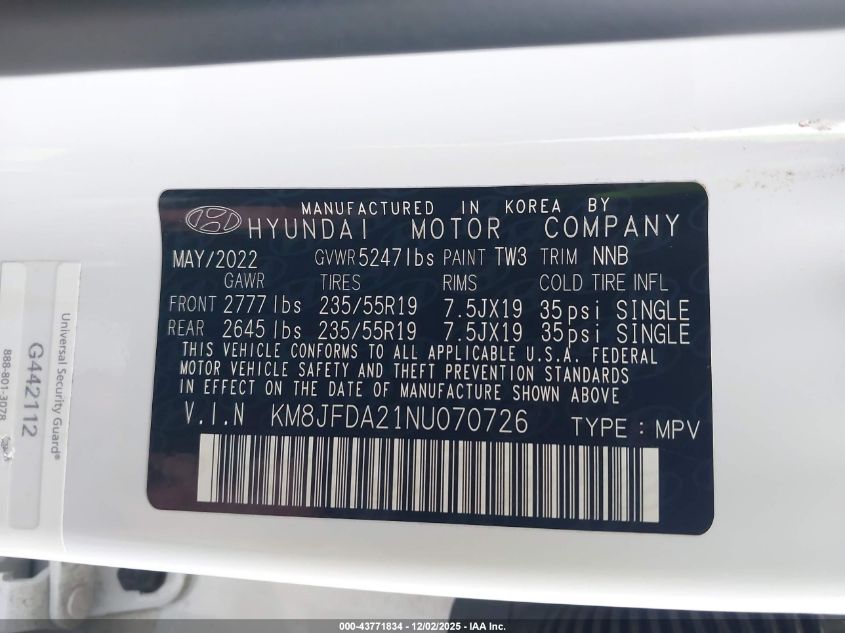 MANUFACTURED IN KOREA BY
HYUNDAI MOTOR COMPANY
MAY/2022 GVWR 5247lbs PAINT TW3 TRIM NNB
GAWR TIRES RIMS COLD TIRE INFL
FRONT 2777lbs 235/55R19 7.5JX19 35psi SINGLE
REAR 2645lbs 235/55R19 7.5JX19 35psi SINGLE
THIS VEHICLE CONFORMS TO ALL APPLICABLE U.S.A. FEDERAL
MOTOR VEHICLE SAFETY AND THEFT PREVENTION STANDARDS
IN EFFECT ON THE DATE OF MANUFACTURE SHOWN ABOVE
V.I.N KM8JFDA21NU070726 TYPE : MPV
Universal Security Guard®
G442112
888-801-3078
000-43771834 - 12/02/2025 - IAA Inc.